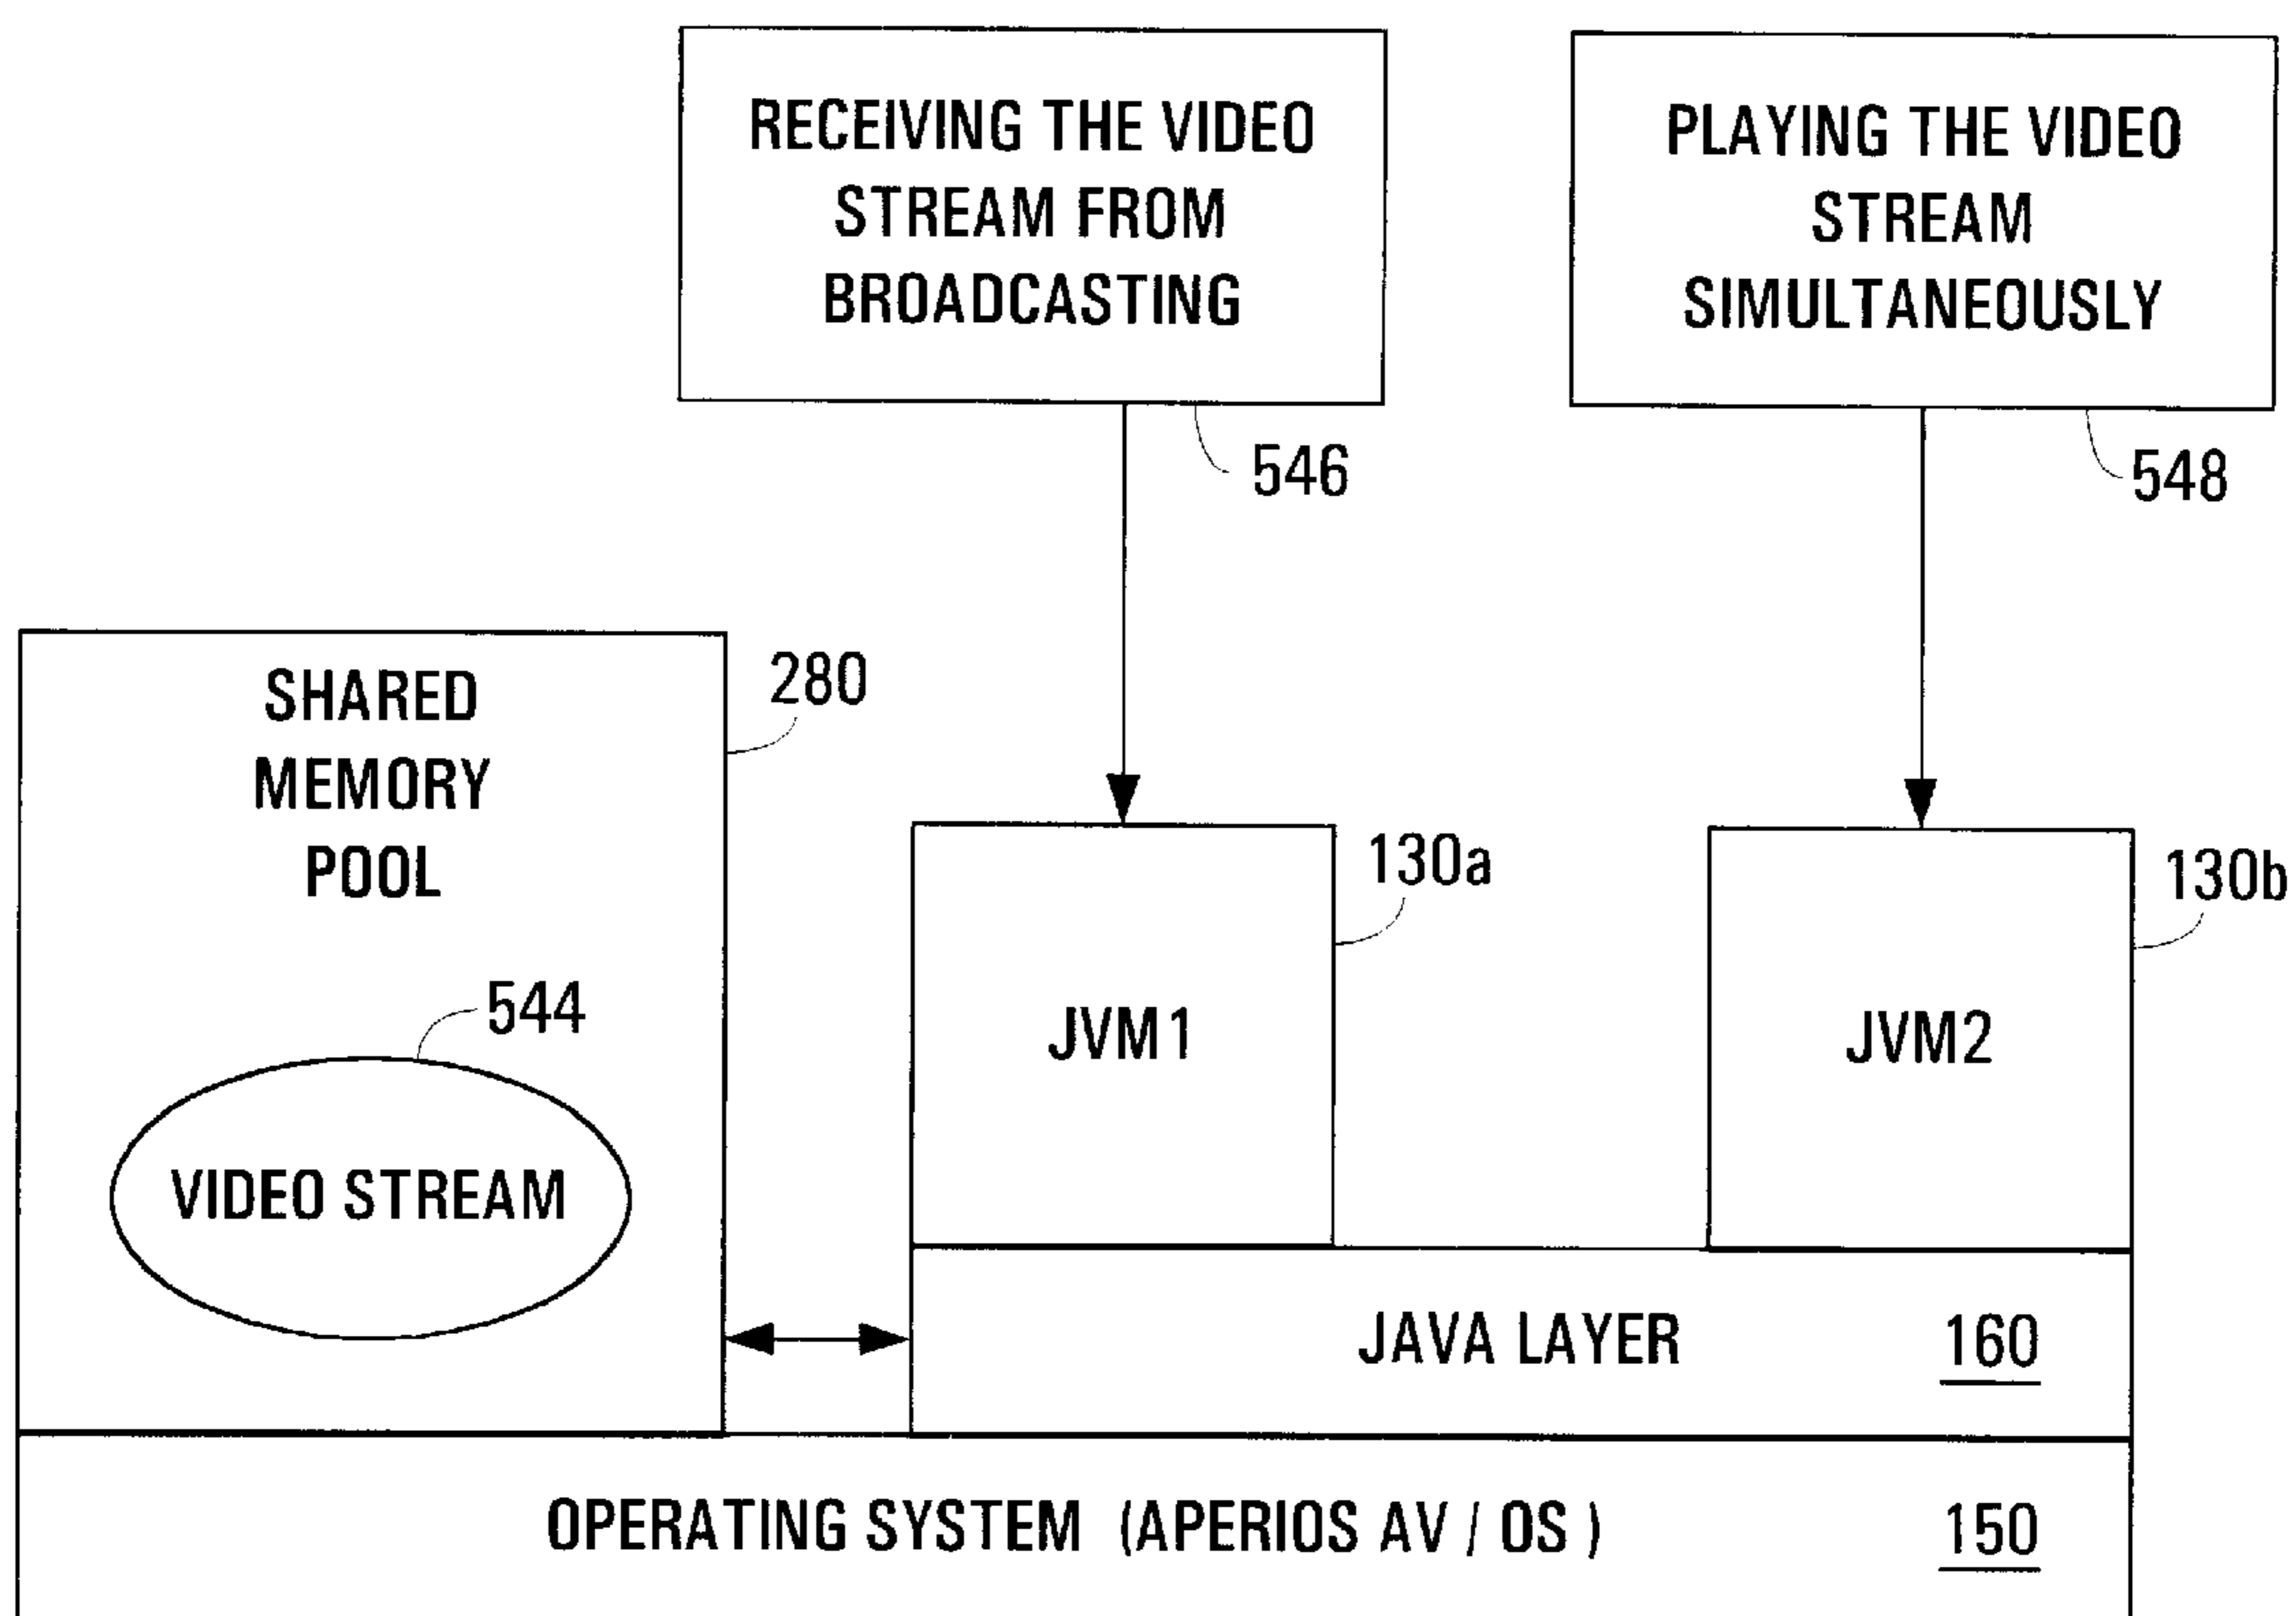 RECEIVING THE VIDEO
STREAM FROM
BROADCASTING
546
PLAYING THE VIDEO
STREAM
SIMULTANEOUSLY
548
SHARED
MEMORY
POOL
280
544
VIDEO STREAM
JVM1
130a
JVM2
130b
JAVA LAYER 160
OPERATING SYSTEM (APERIOS AV / OS ) 150